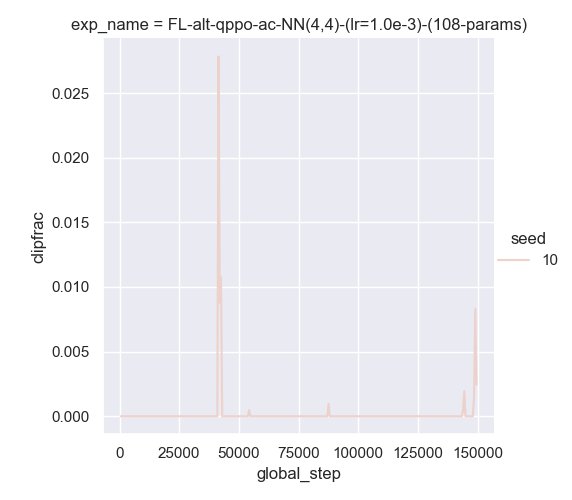 exp_name = FL-alt-qppo-ac-NN(4,4)-(lr=1.0e-3)-(108-params)
0.025
0.020
0.015
0.010
0.005
0.000
clipfrac
0 25000 50000 75000 100000 125000 150000
global_step
seed
10